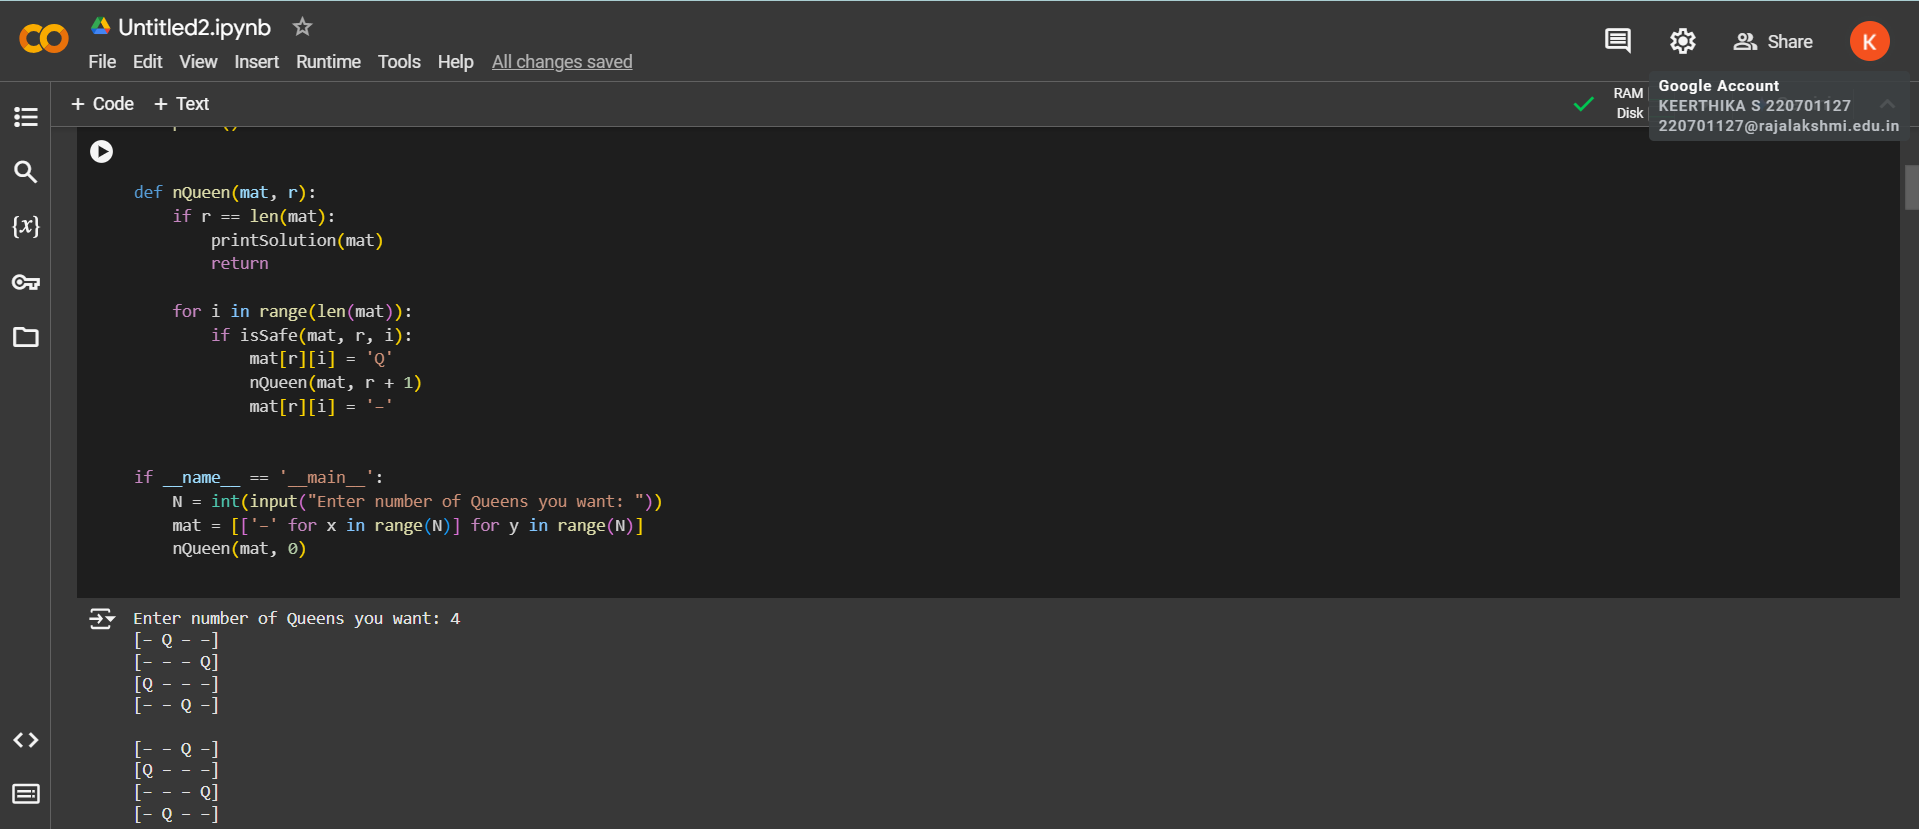 Untitled2.ipynb
File Edit View Insert Runtime Tools Help All changes saved
Share
K
+ Code + Text
RAM
Disk
Google Account
KEERTHIKA S 220701127
220701127@rajalakshmi.edu.in
{x}
def nQueen(mat, r):
    if r == len(mat):
        printSolution(mat)
        return
    for i in range(len(mat)):
        if isSafe(mat, r, i):
            mat[r][i] = 'Q'
            nQueen(mat, r + 1)
            mat[r][i] = '–'
if __name__ == '__main__':
    N = int(input("Enter number of Queens you want: "))
    mat = [['–' for x in range(N)] for y in range(N)]
    nQueen(mat, 0)
Enter number of Queens you want: 4
[– Q – –]
[– – – Q]
[Q – – –]
[– – Q –]
[– – Q –]
[Q – – –]
[– – – Q]
[– Q – –]